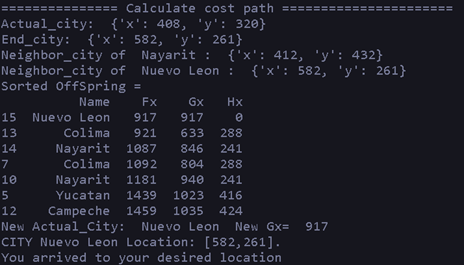 =============== Calculate cost path =====================
Actual_city:  {'x': 408, 'y': 320}
End_city:  {'x': 582, 'y': 261}
Neighbor_city of  Nayarit :  {'x': 412, 'y': 432}
Neighbor_city of  Nuevo Leon :  {'x': 582, 'y': 261}
Sorted OffSpring =
Name    Fx    Gx   Hx
15  Nuevo Leon   917   917    0
13      Colima   921   633  288
14     Nayarit  1087   846  241
7       Colima  1092   804  288
10     Nayarit  1181   940  241
5      Yucatan  1439  1023  416
12    Campeche  1459  1035  424
New Actual_City:  Nuevo Leon  New Gx=  917
CITY Nuevo Leon Location: [582,261].
You arrived to your desired location